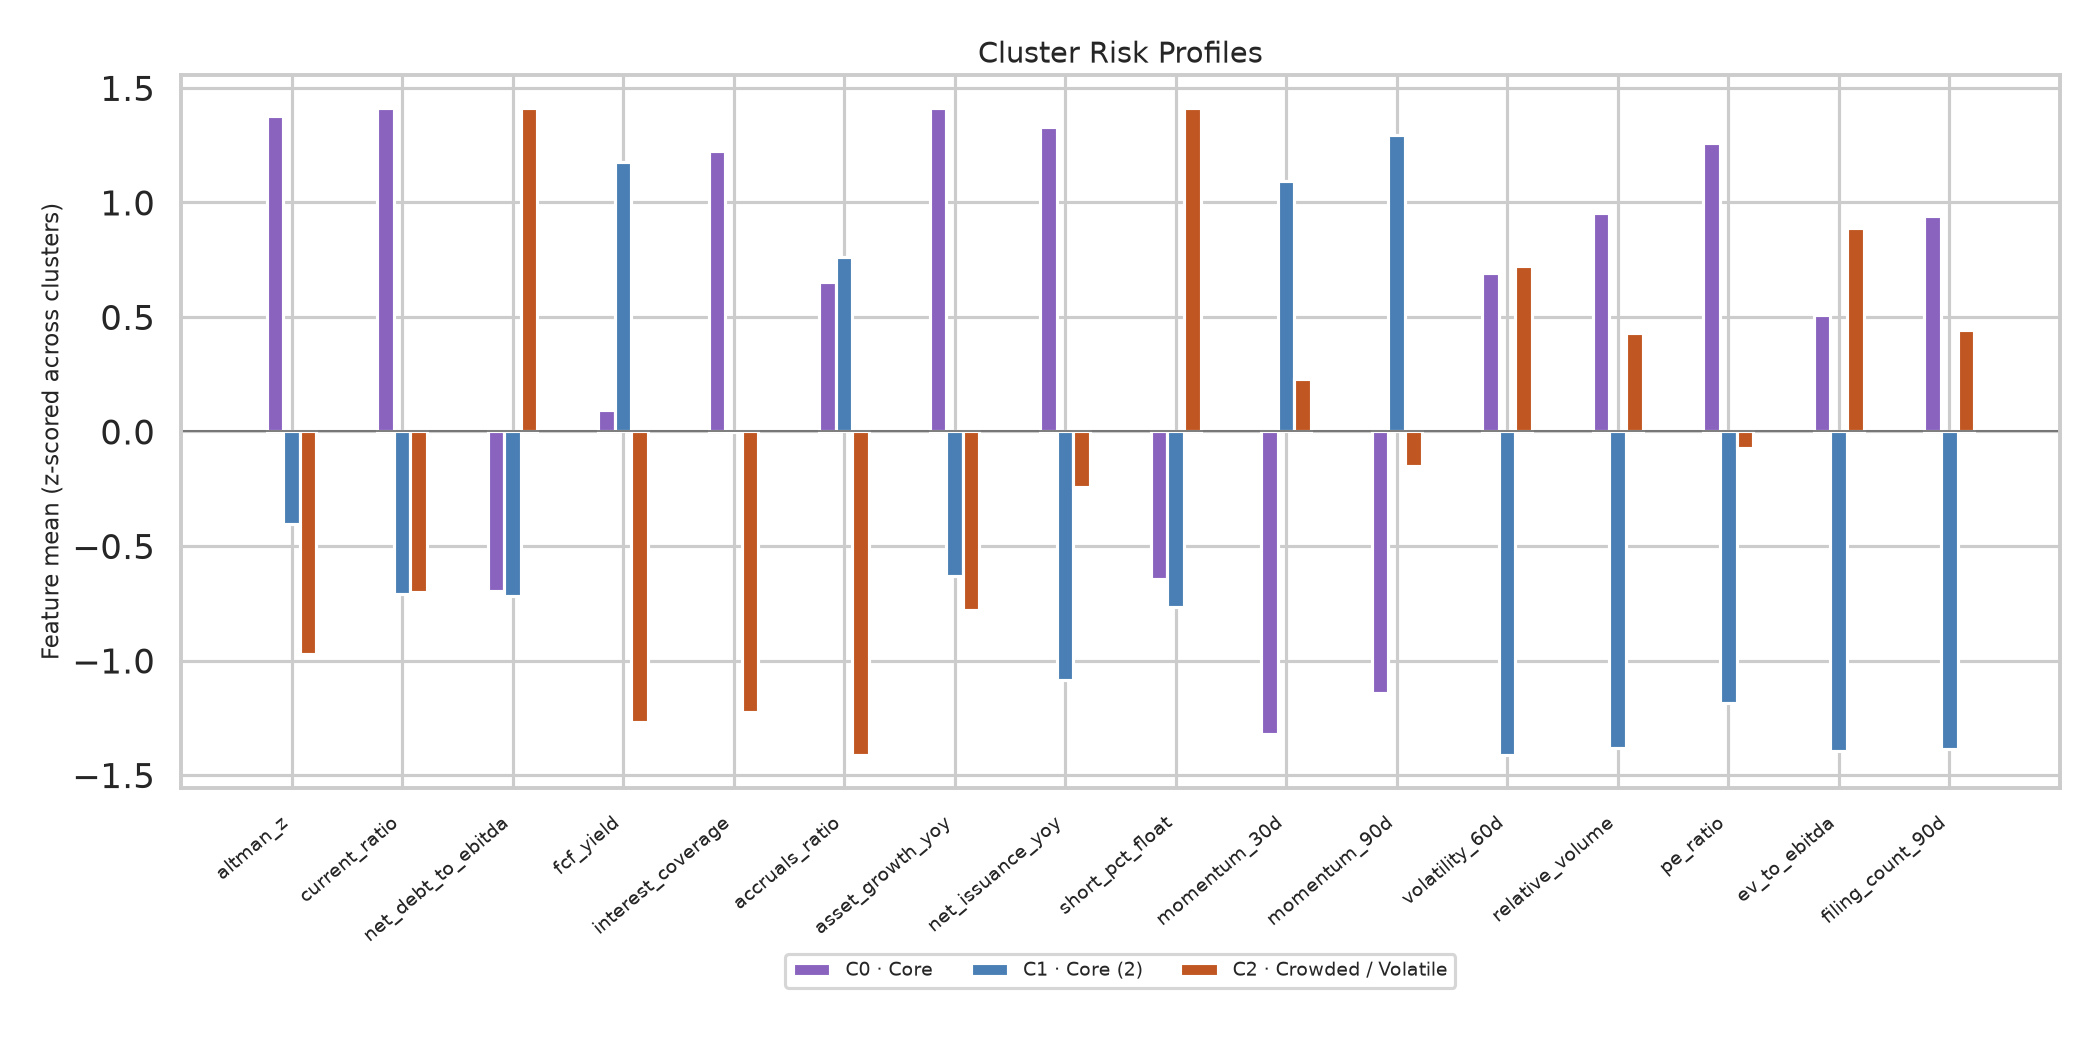 Cluster Risk Profiles
Feature mean (z-scored across clusters)
1.5
1.0
0.5
0.0
−0.5
−1.0
−1.5
altman_z
current_ratio
net_debt_to_ebitda
fcf_yield
interest_coverage
accruals_ratio
asset_growth_yoy
net_issuance_yoy
short_pct_float
momentum_30d
momentum_90d
volatility_60d
relative_volume
pe_ratio
ev_to_ebitda
filing_count_90d
C0 · Core
C1 · Core (2)
C2 · Crowded / Volatile